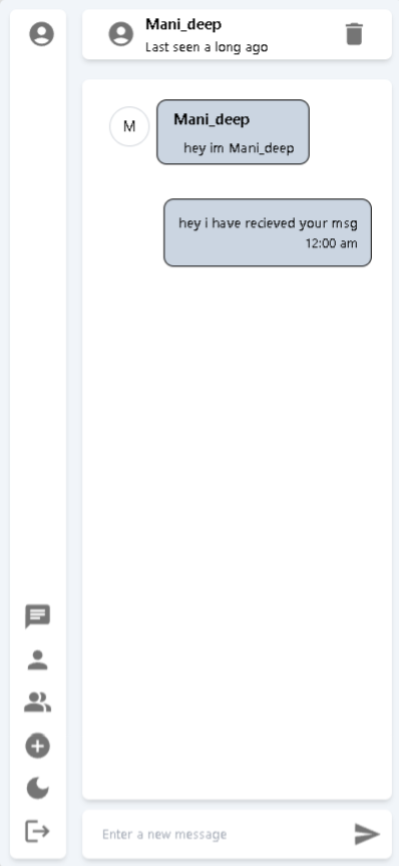 Mani_deep
Last seen a long ago
M
Mani_deep
hey im Mani_deep
hey i have recieved your msg
12:00 am
Enter a new message